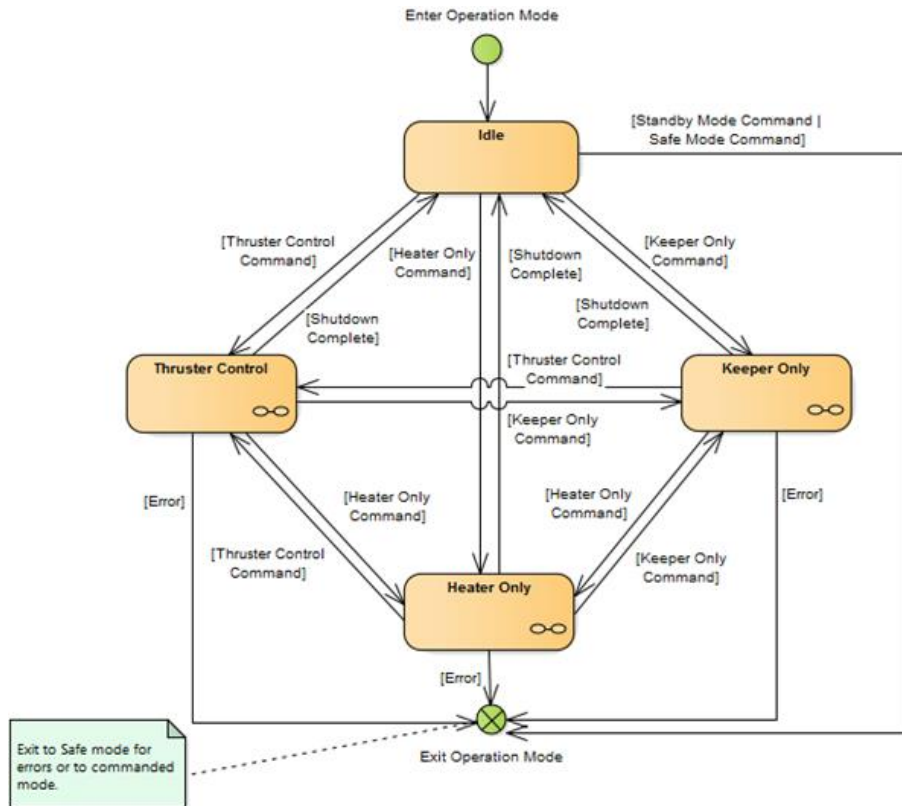 Enter Operation Mode
Idle
[Standby Mode Command |
Safe Mode Command]
[Thruster Control
Command]
[Heater Only
Command]
[Shutdown
Complete]
[Keeper Only
Command]
[Shutdown
Complete]
[Shutdown
Complete]
Thruster Control
[Thruster Control
Command]
Keeper Only
[Keeper Only
Command]
[Error]
[Heater Only
Command]
[Heater Only
Command]
[Error]
[Thruster Control
Command]
[Keeper Only
Command]
Heater Only
[Error]
Exit to Safe mode for
errors or to commanded
mode.
Exit Operation Mode